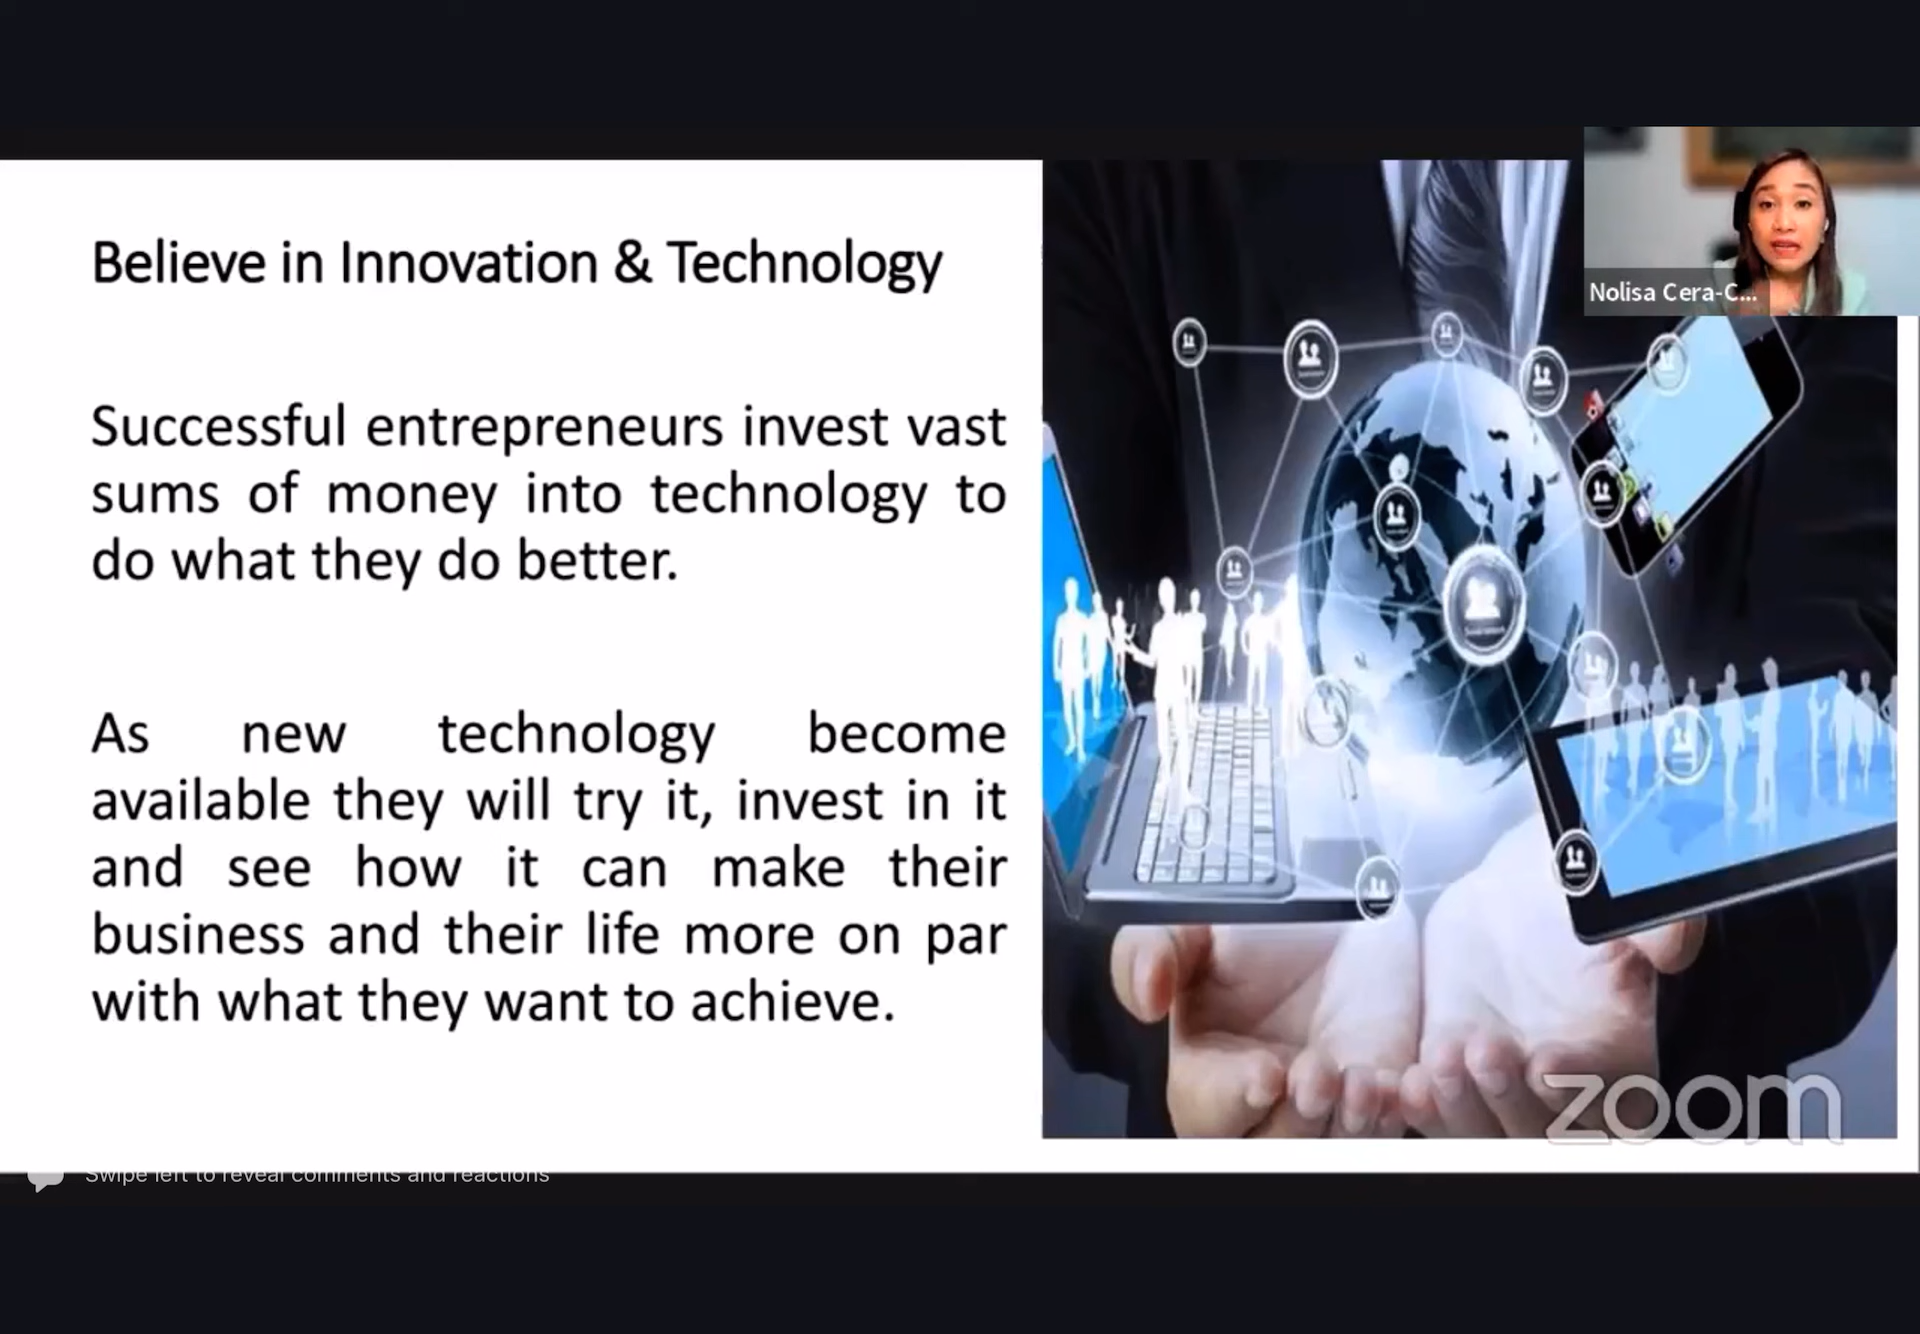 Believe in Innovation & Technology
Successful entrepreneurs invest vast
sums of money into technology to
do what they do better.
As new technology become
available they will try it, invest in it
and see how it can make their
business and their life more on par
with what they want to achieve.
Nolisa Cera-C...
zoom
Swipe left to reveal comments and reactions